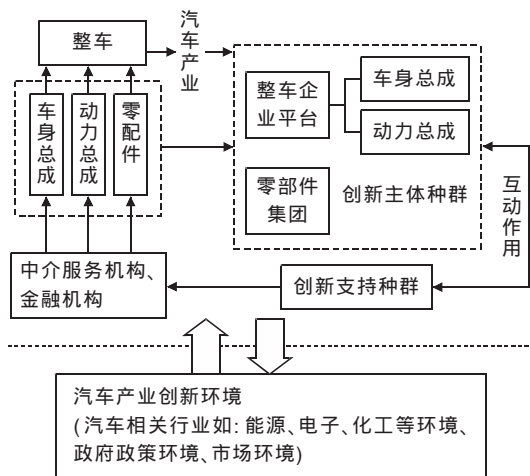 整车
汽车产业
车身总成
动力总成
零配件
整车企
业平台
车身总成
动力总成
零部件
集团
创新主体种群
互动作用
中介服务机构、
金融机构
创新支持种群
汽车产业创新环境
(汽车相关行业如: 能源、电子、化工等环境、
政府政策环境、市场环境)